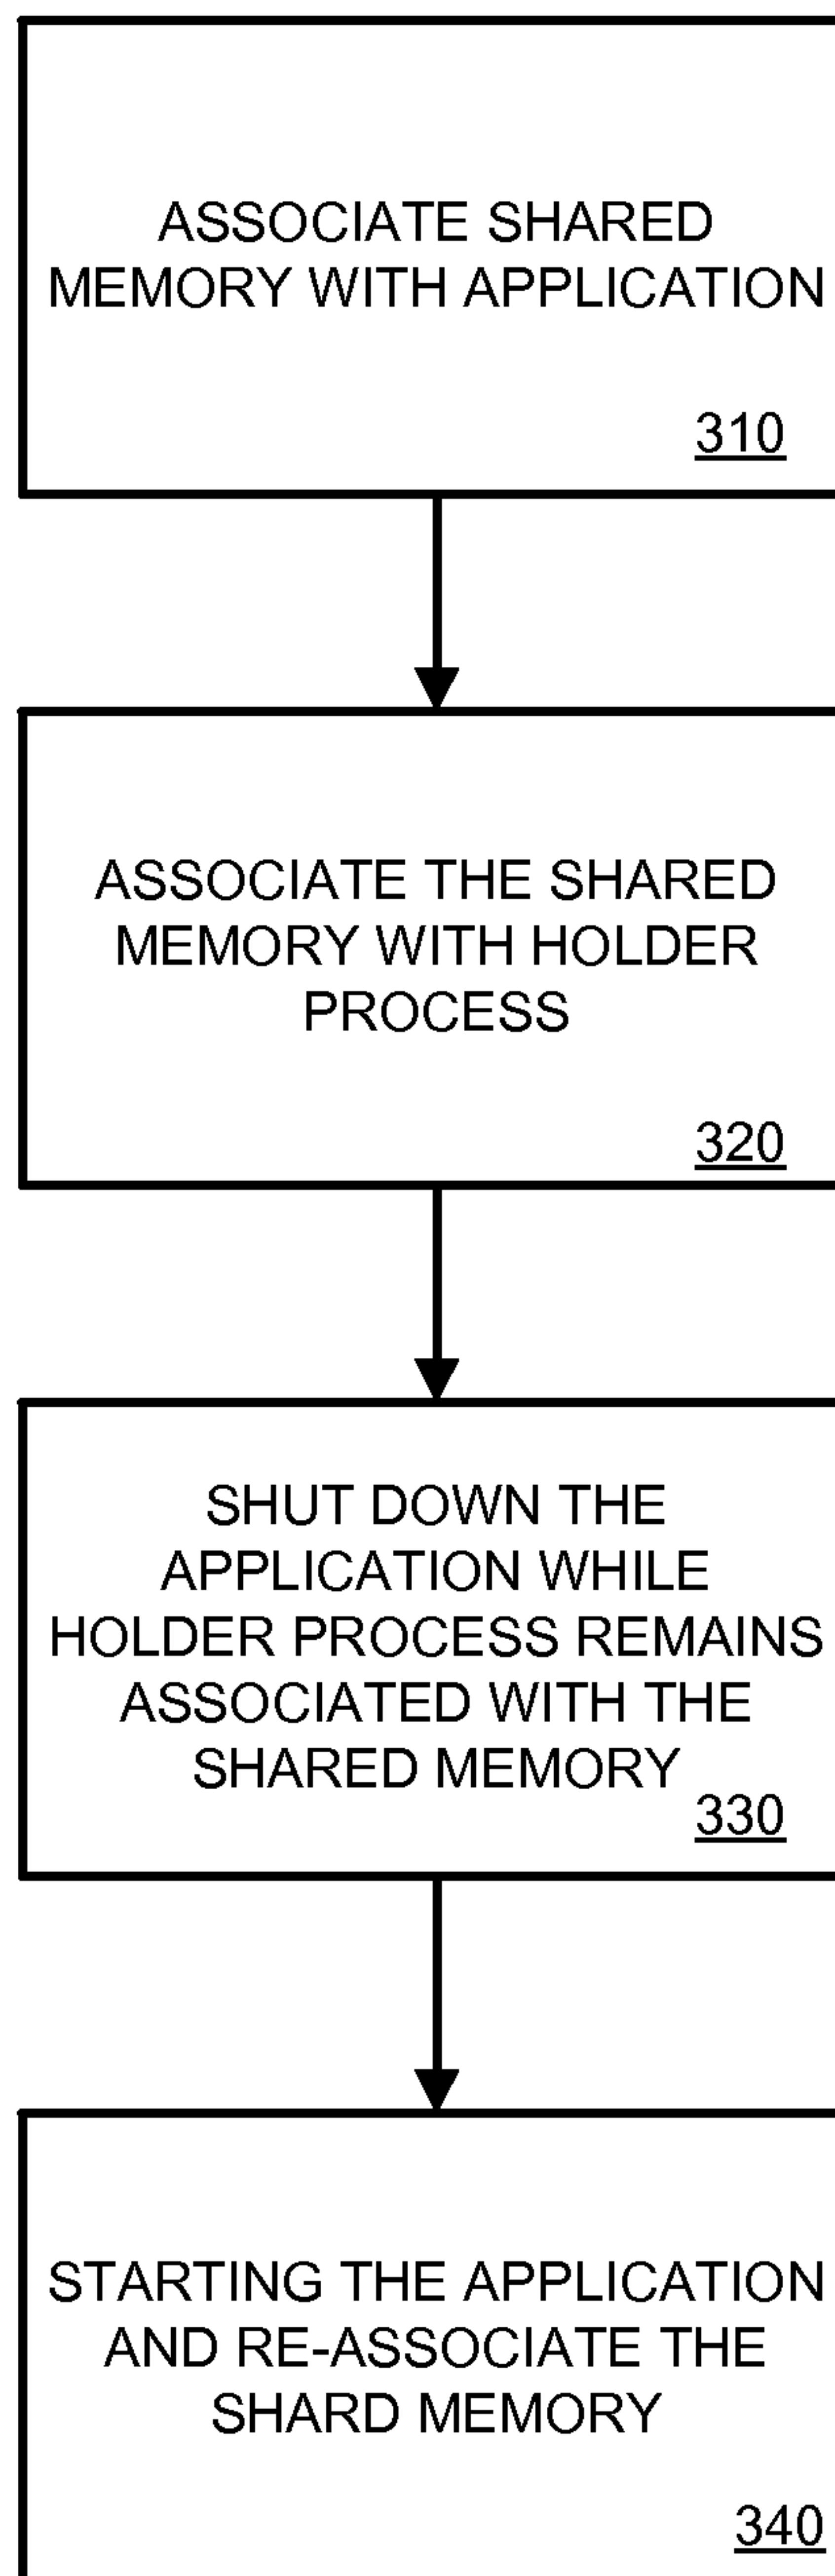 ASSOCIATE SHARED
MEMORY WITH APPLICATION
310
ASSOCIATE THE SHARED
MEMORY WITH HOLDER
PROCESS
320
SHUT DOWN THE
APPLICATION WHILE
HOLDER PROCESS REMAINS
ASSOCIATED WITH THE
SHARED MEMORY
330
STARTING THE APPLICATION
AND RE-ASSOCIATE THE
SHARD MEMORY
340